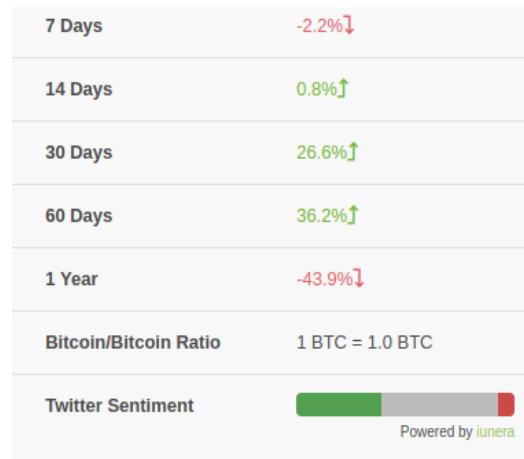 7 Days -2.2%
14 Days 0.8%
30 Days 26.6%
60 Days 36.2%
1 Year -43.9%
Bitcoin/Bitcoin Ratio 1 BTC = 1.0 BTC
Twitter Sentiment
Powered by iunera